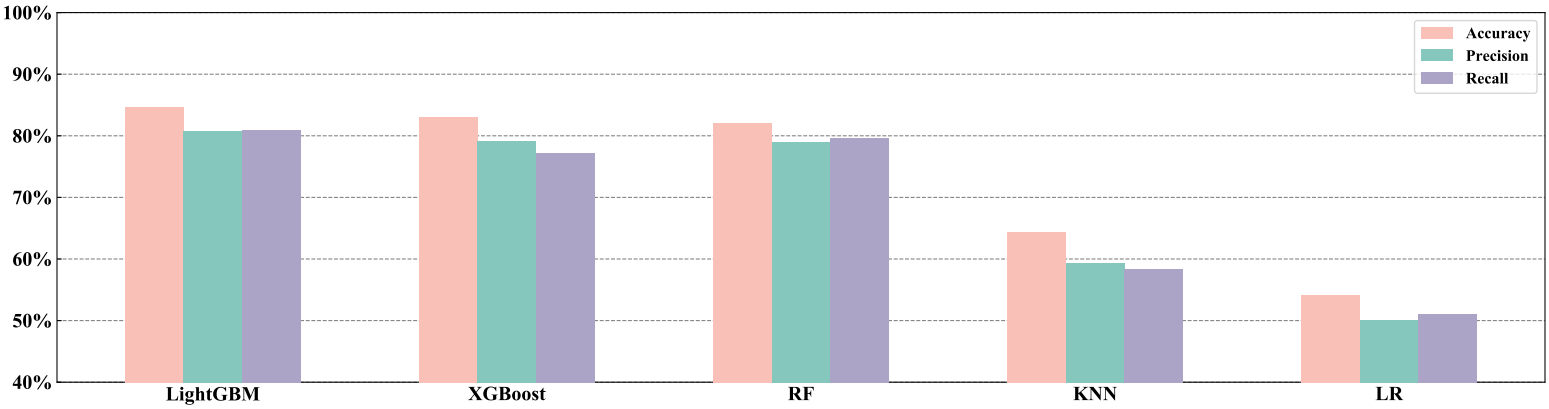 100%
90%
80%
70%
60%
50%
40%
Accuracy
Precision
Recall
LightGBM XGBoost RF KNN LR